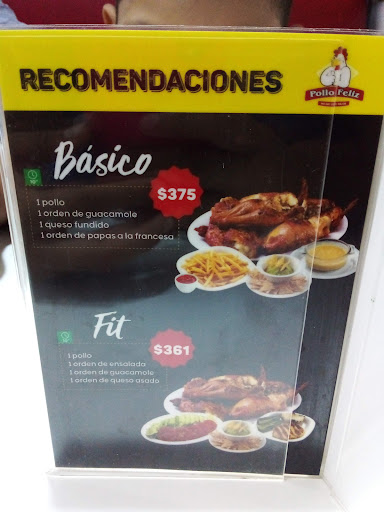 RECOMENDACIONES
Pollo Feliz
Básico
$375
1 pollo
1 orden de guacamole
1 queso fundido
1 orden de papas a la francesa
Fit
$361
1 pollo
1 orden de ensalada
1 orden de guacamole
1 orden de queso asado